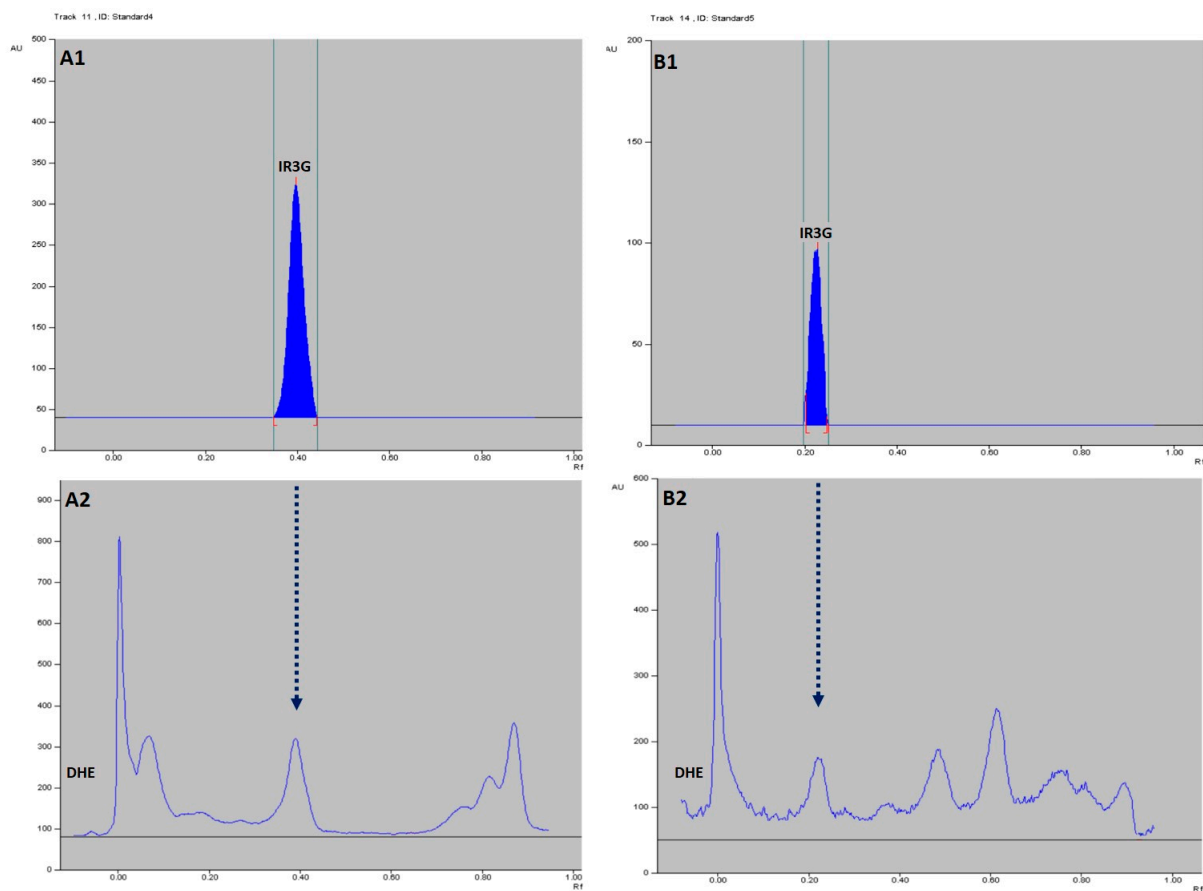 Track 11 , ID: Standard4
AU
500
450
400
350
300
250
200
150
100
50
0
A1
IR3G
0.00 0.20 0.40 0.60 0.80 1.00
Rf
Track 14 , ID: Standard5
AU
200
150
100
50
0
B1
IR3G
0.00 0.20 0.40 0.60 0.80 1.00
Rf
A2
900
800
700
600
500
400
300
200
100
0
DHE
0.00 0.20 0.40 0.60 0.80 1.00
Rf
AU
600
500
400
300
200
100
0
B2
DHE
0.00 0.20 0.40 0.60 0.80 1.00
Rf